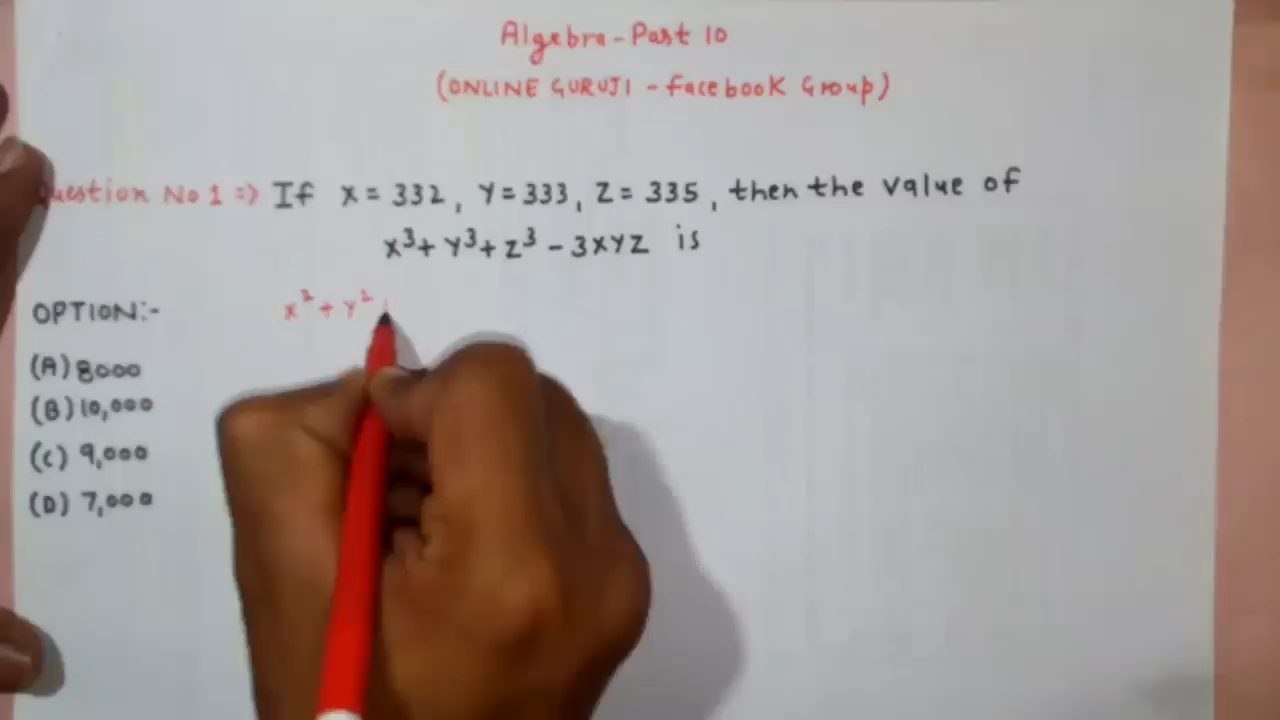 Algebra - Part 10
(ONLINE GURUJI - facebook Group)
uestion No 1 => If X = 332, Y = 333, Z = 335, then the value of
x³ + y³ + z³ - 3xyz is
OPTION:- x² + y²
(A) 8000
(B) 10,000
(C) 9,000
(D) 7,000